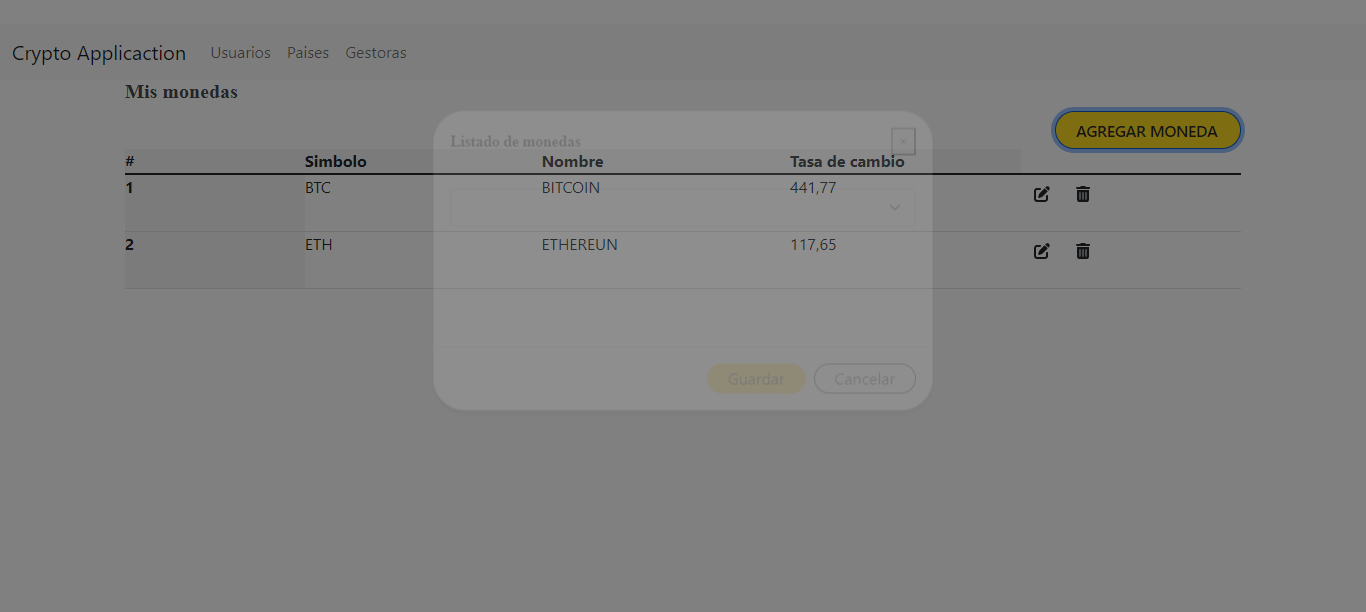 Crypto Applicaction Usuarios Paises Gestoras
Mis monedas
AGREGAR MONEDA
Listado de monedas ×
# Simbolo Nombre Tasa de cambio
1 BTC BITCOIN 441,77
2 ETH ETHEREUN 117,65
Guardar Cancelar